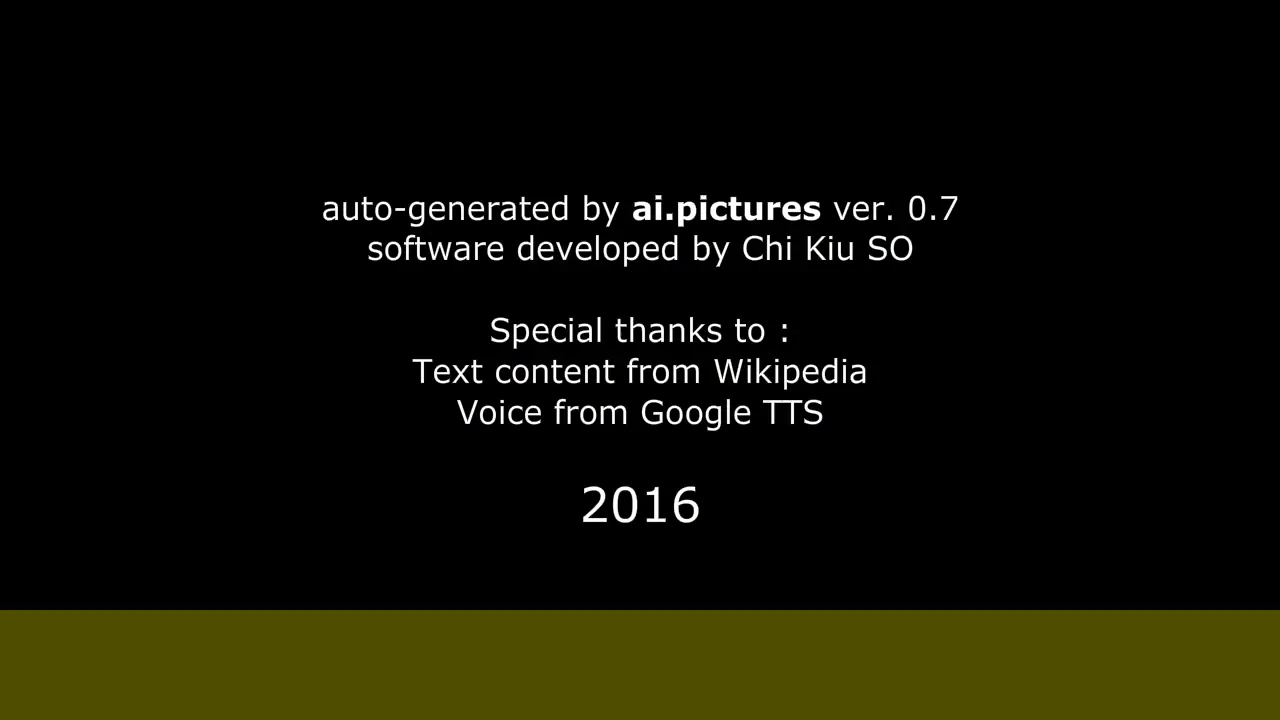 auto-generated by ai.pictures ver. 0.7
software developed by Chi Kiu SO
Special thanks to :
Text content from Wikipedia
Voice from Google TTS
2016